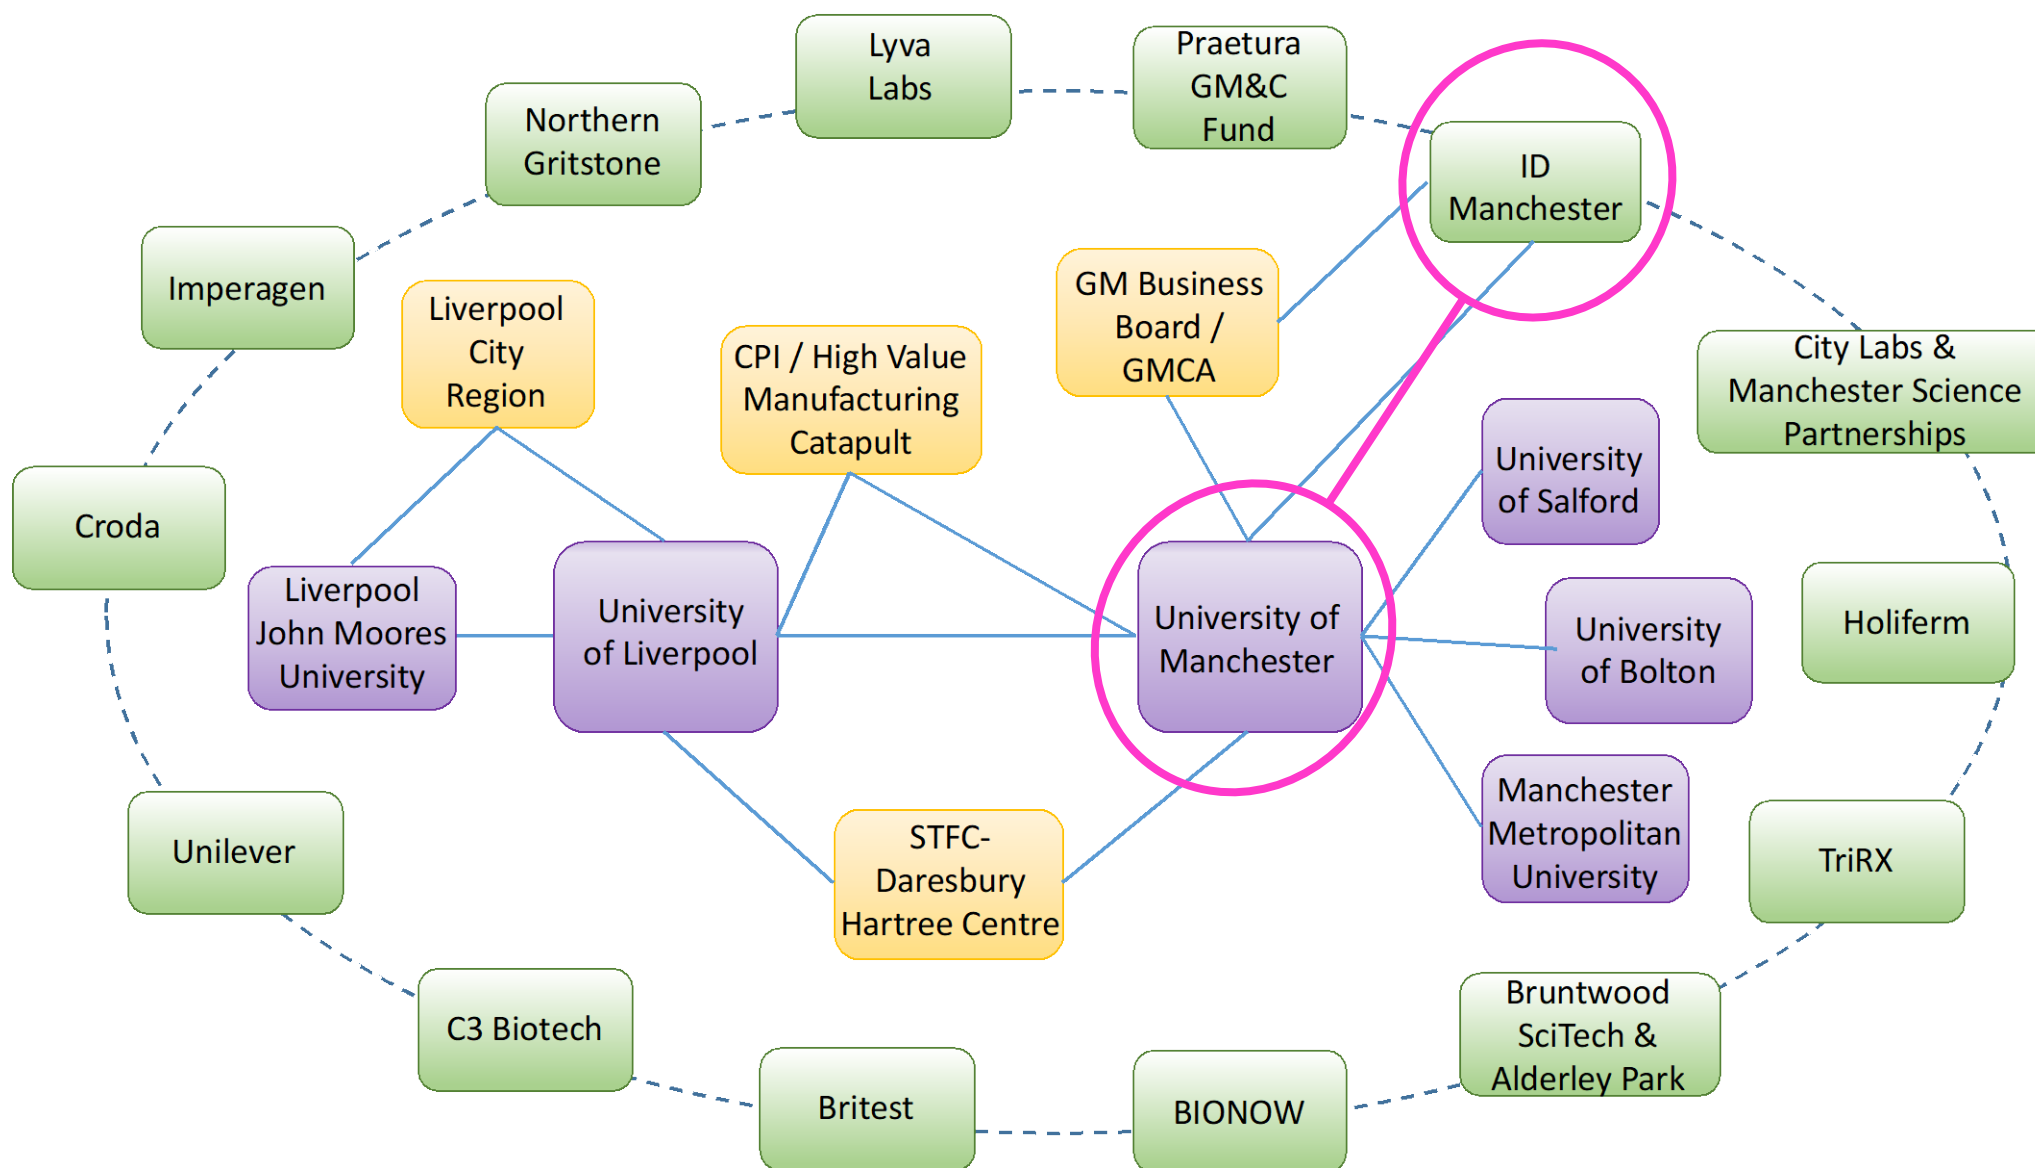 Lyva
Labs
Praetura
GM&C
Fund
Northern
Gritstone
ID
Manchester
Imperagen
Liverpool
City
Region
CPI / High Value
Manufacturing
Catapult
GM Business
Board /
GMCA
City Labs &
Manchester Science
Partnerships
University
of Salford
Croda
Liverpool
John Moores
University
University
of Liverpool
University of
Manchester
University
of Bolton
Holiferm
Unilever
STFC-
Daresbury
Hartree Centre
Manchester
Metropolitan
University
TriRX
C3 Biotech
Britest
BIONOW
Bruntwood
SciTech &
Alderley Park